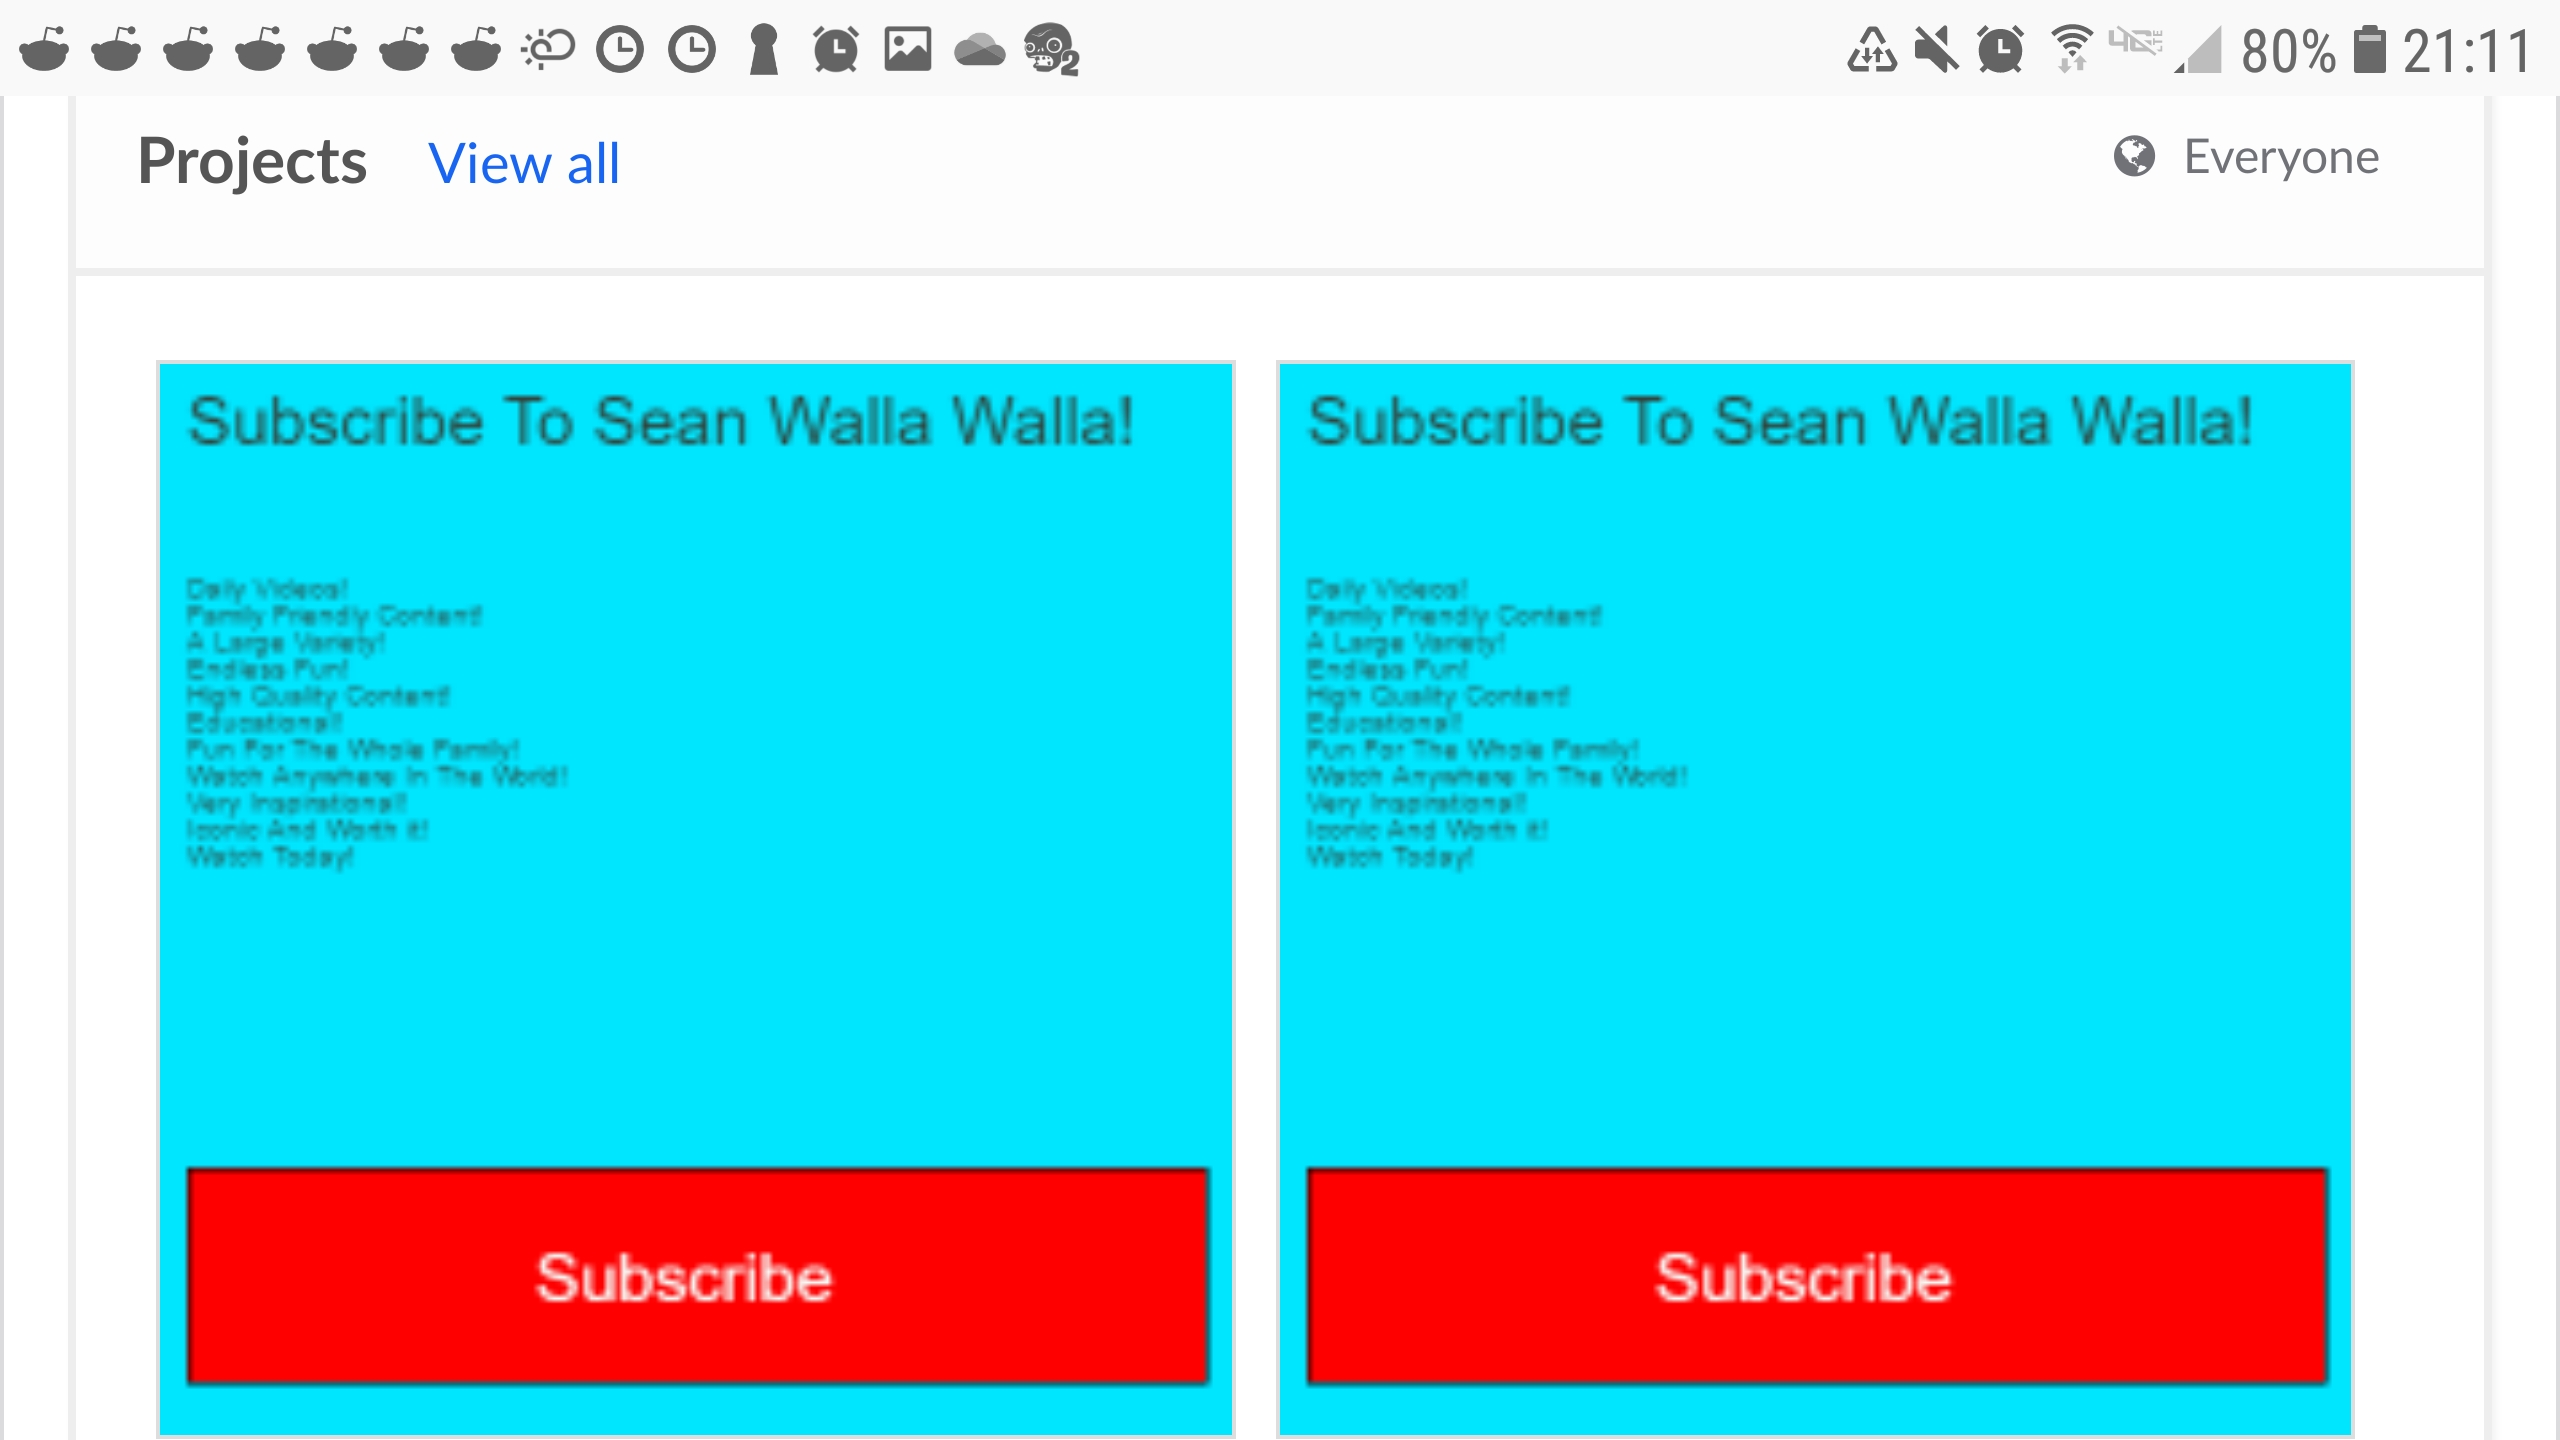 80% 21:11
Projects View all Everyone
Subscribe To Sean Walla Walla!
Daily Videos!
Family Friendly Content!
A Large Variety!
Endless Fun!
High Quality Content!
Educational!
Fun For The Whole Family!
Watch Anywhere In The World!
Very Inspirational!
Iconic And Worth it!
Watch Today!
Subscribe
Subscribe To Sean Walla Walla!
Daily Videos!
Family Friendly Content!
A Large Variety!
Endless Fun!
High Quality Content!
Educational!
Fun For The Whole Family!
Watch Anywhere In The World!
Very Inspirational!
Iconic And Worth it!
Watch Today!
Subscribe